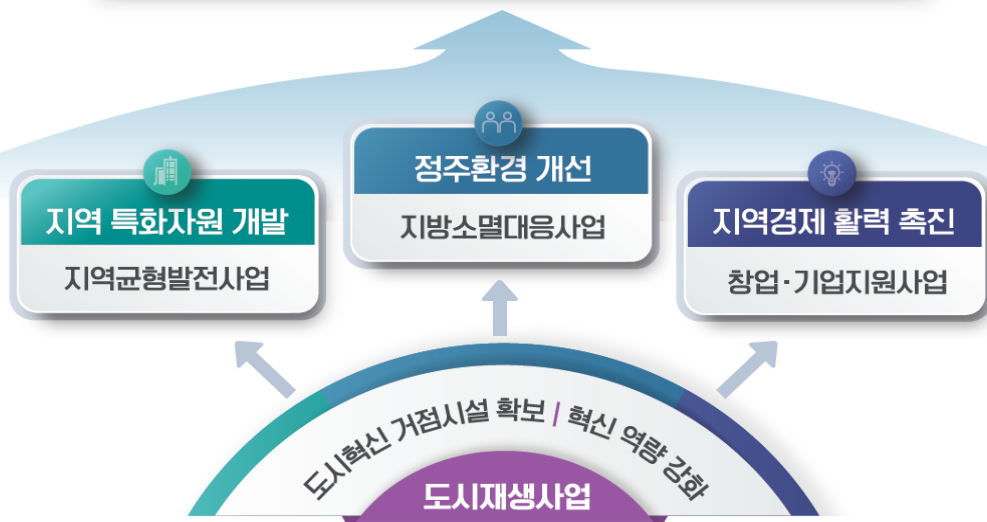 정주환경 개선
지방소멸대응사업
지역 특화자원 개발
지역균형발전사업
지역경제 활력 촉진
창업·기업지원사업
도시혁신 거점시설 확보 | 혁신 역량 강화
도시재생사업